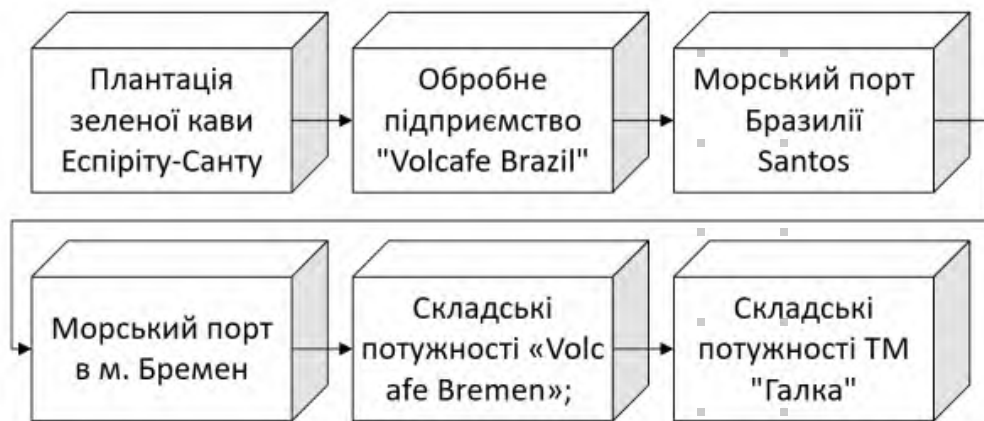 Плантація
зеленої кави
Еспіріту-Санту
Обробне
підприємство
"Volcafe Brazil"
Морський порт
Бразилії
Santos
Морський порт
в м. Бремен
Складські
потужності «Volc
afe Bremen»;
Складські
потужності ТМ
"Галка"